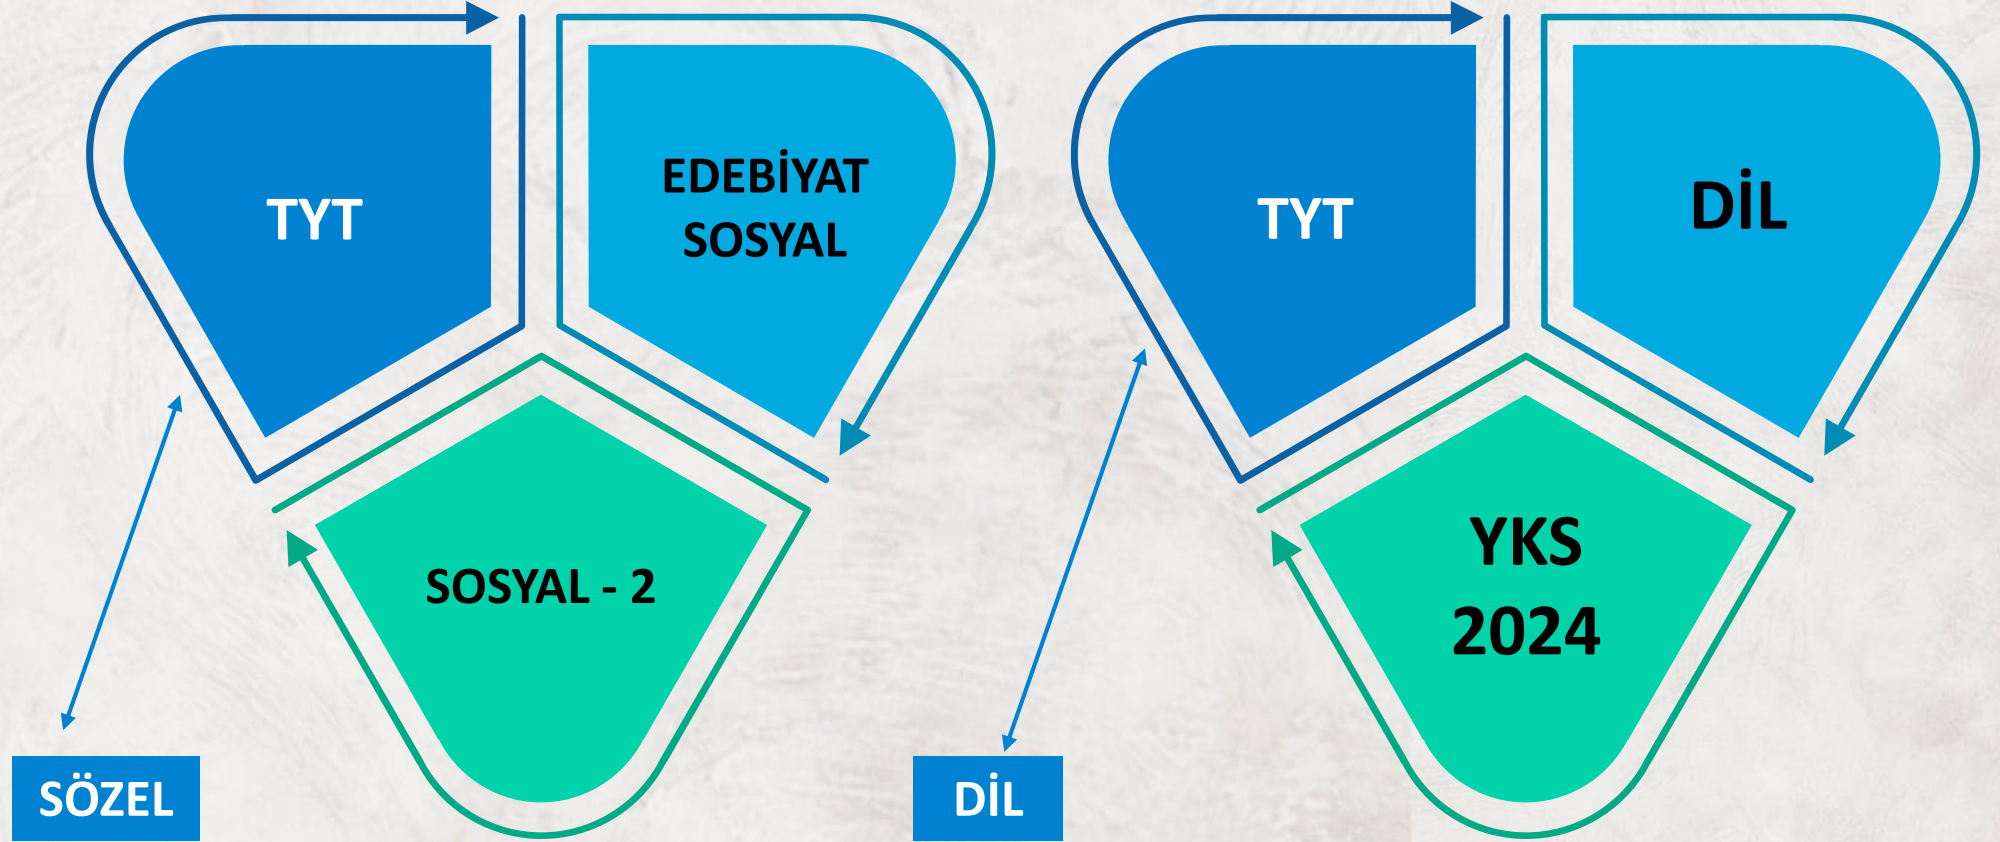 TYT
EDEBİYAT
SOSYAL
SOSYAL - 2
SÖZEL
TYT
DİL
YKS
2024
DİL